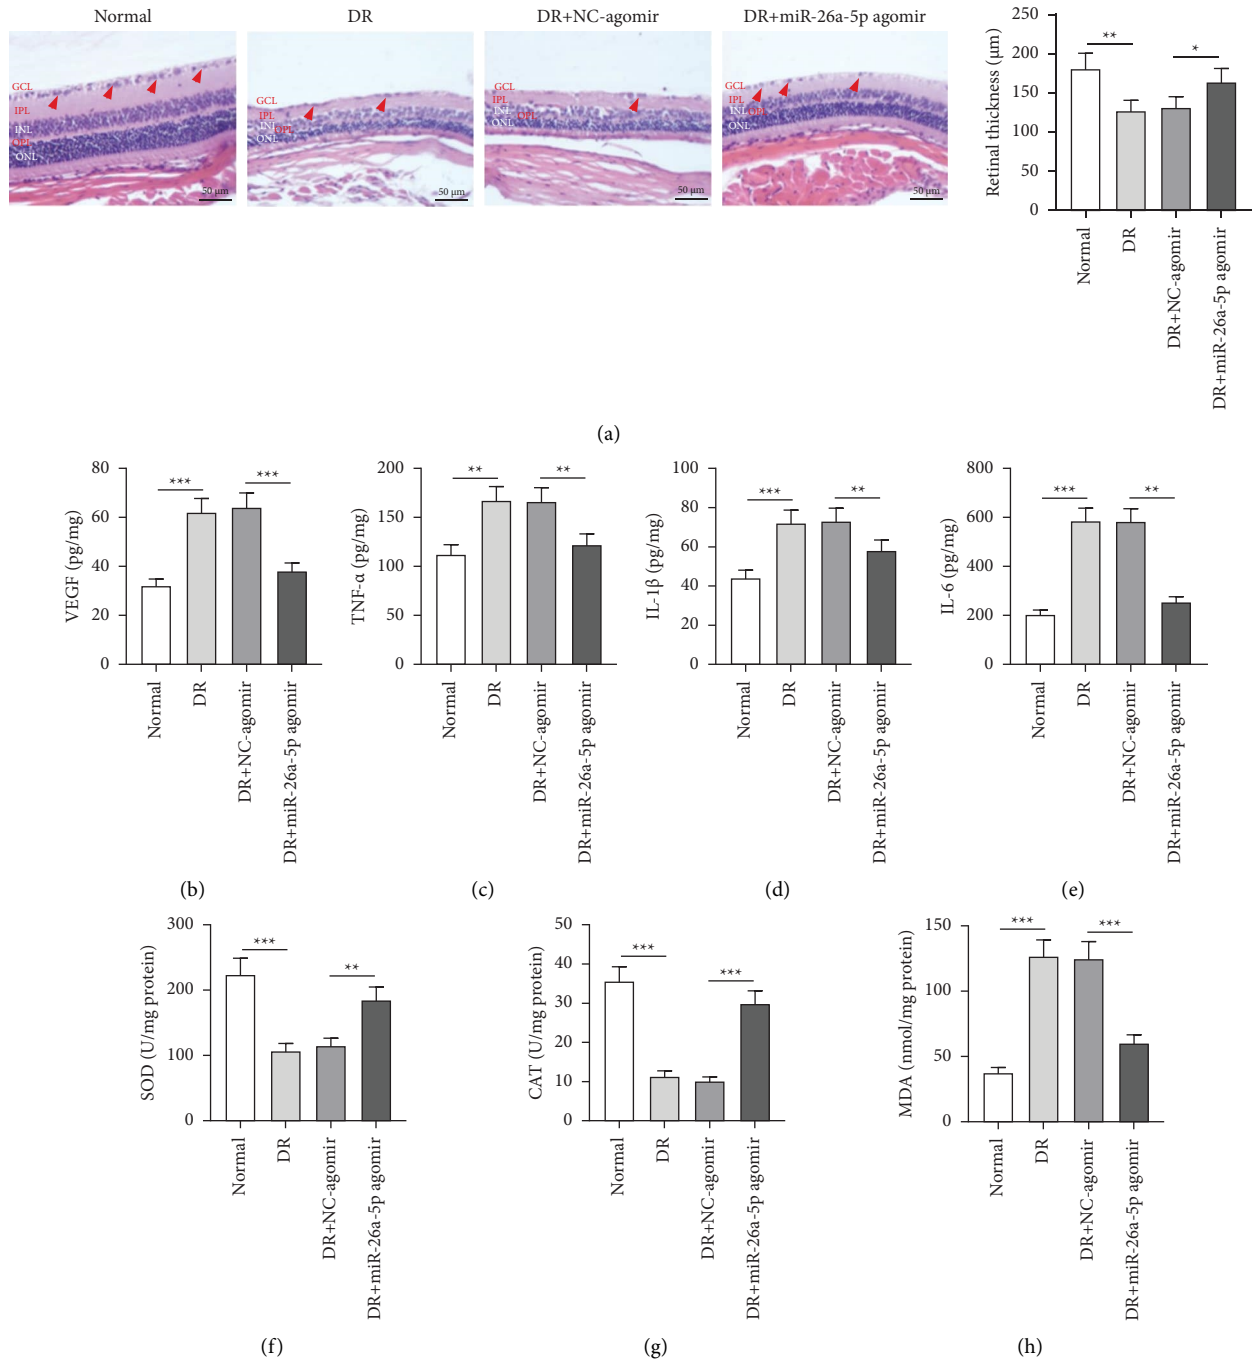 Normal
DR
DR+NC-agomir
DR+miR-26a-5p agomir
GCL
IPL
INL
OPL
ONL
50 μm
GCL
IPL
INL
OPL
ONL
50 μm
GCL
IPL
INL
OPL
ONL
50 μm
GCL
IPL
INL
OPL
ONL
50 μm
Retinal thickness (μm)
250
200
150
100
50
0
**
*
Normal
DR
DR+NC-agomir
DR+miR-26a-5p agomir
(a)
VEGF (pg/mg)
80
60
40
20
0
***
***
Normal
DR
DR+NC-agomir
DR+miR-26a-5p agomir
(b)
TNF-α (pg/mg)
200
150
100
50
0
**
**
Normal
DR
DR+NC-agomir
DR+miR-26a-5p agomir
(c)
IL-1β (pg/mg)
100
80
60
40
20
0
***
**
Normal
DR
DR+NC-agomir
DR+miR-26a-5p agomir
(d)
IL-6 (pg/mg)
800
600
400
200
0
***
**
Normal
DR
DR+NC-agomir
DR+miR-26a-5p agomir
(e)
SOD (U/mg protein)
300
200
100
0
***
**
Normal
DR
DR+NC-agomir
DR+miR-26a-5p agomir
(f)
CAT (U/mg protein)
50
40
30
20
10
0
***
***
Normal
DR
DR+NC-agomir
DR+miR-26a-5p agomir
(g)
MDA (nmol/mg protein)
150
100
50
0
***
***
Normal
DR
DR+NC-agomir
DR+miR-26a-5p agomir
(h)